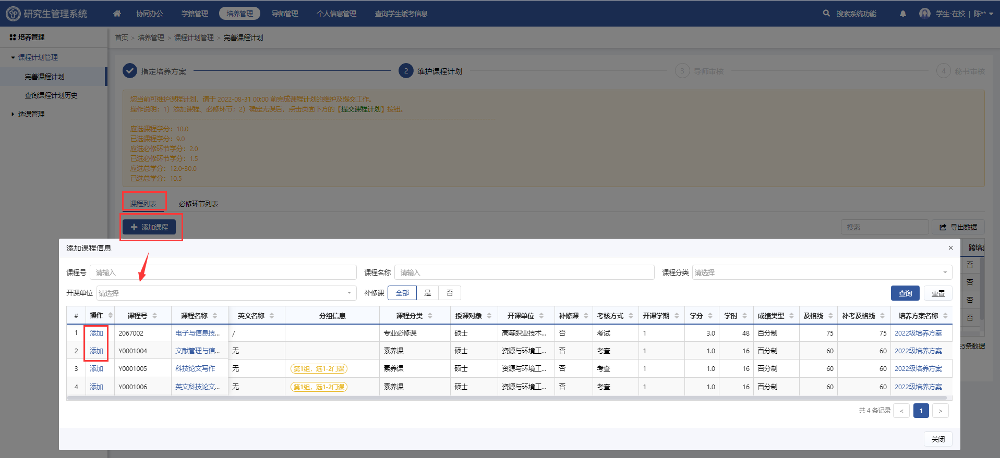 研究生管理系统
协同办公 学籍管理 培养管理 导师管理 个人信息管理 查询学生缓考信息 搜索系统功能 学生-在校 | 陈**
培养管理
首页 > 培养管理 > 课程计划管理 > 完善课程计划
课程计划管理
完善课程计划
查询课程计划历史
选课管理
指定培养方案 2 维护课程计划 3 导师审核 4 秘书审核
您当前可维护课程计划，请于 2022-08-31 00:00 前完成课程计划的维护及提交工作。
操作说明：1）添加课程、必修环节；2）确定无误后，点击页面下方的【提交课程计划】按钮。
应选课程学分：10.0
已选课程学分：9.0
应选必修环节学分：2.0
已选必修环节学分：1.5
应选总学分：12.0-30.0
已选总学分：10.5
课程列表 必修环节列表
添加课程 搜索 导出数据
添加课程信息 ×
课程号 请输入 课程名称 请输入 课程分类 请选择
开课单位 请选择 补修课 全部 是 否 查询 重置
# 操作 课程号 课程名称 英文名称 分组信息 课程分类 授课对象 开课单位 补修课 考核方式 开课学期 学分 学时 成绩类型 及格线 补考及格线 培养方案名称
1 添加 2067002 电子与信息技... / 专业必修课 硕士 高等职业技术... 否 考试 1 3.0 48 百分制 75 75 2022级培养方案
2 添加 Y0001004 文献管理与信... 无 素养课 硕士 资源与环境工... 否 考查 1 1.0 16 百分制 60 60 2022级培养方案
3 添加 Y0001005 科技论文写作 无 第1组，选1-2门课 素养课 硕士 资源与环境工... 否 考查 1 1.0 16 百分制 60 60 2022级培养方案
4 添加 Y0001006 英文科技论文... 无 第1组，选1-2门课 素养课 硕士 资源与环境工... 否 考查 1 1.0 16 百分制 60 60 2022级培养方案
共 4 条记录 < 1 >
关闭
跨培
否
否
否
否
5条数据